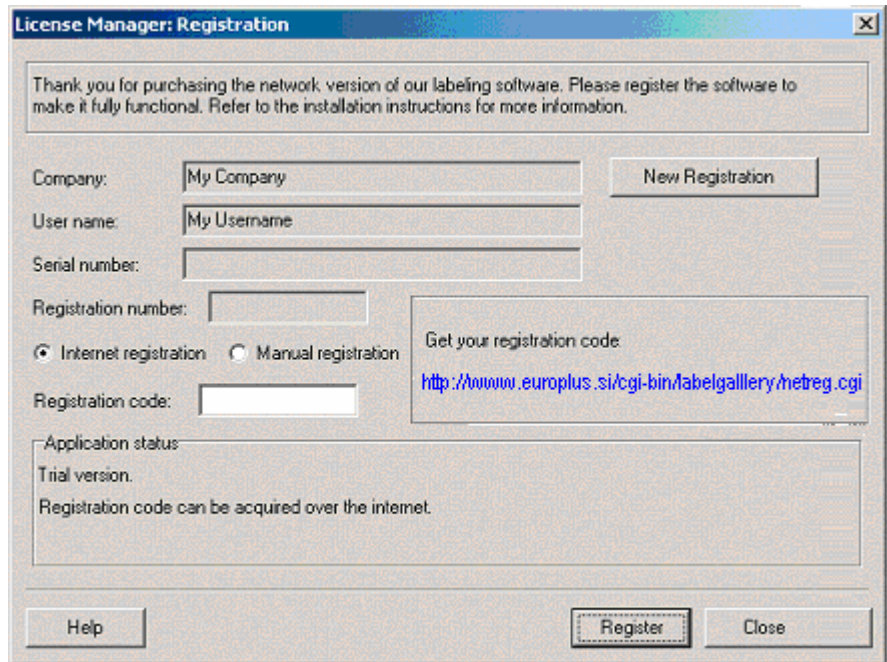 License Manager: Registration
Thank you for purchasing the network version of our labeling software. Please register the software to
make it fully functional. Refer to the installation instructions for more information.
Company: My Company New Registration
User name: My Username
Serial number:
Registration number:
Internet registration Manual registration
Get your registration code
http://wwww.europlus.si/cgi-bin/labelgalllery/netreg.cgi
Registration code:
Application status
Trial version.
Registration code can be acquired over the internet.
Help Register Close